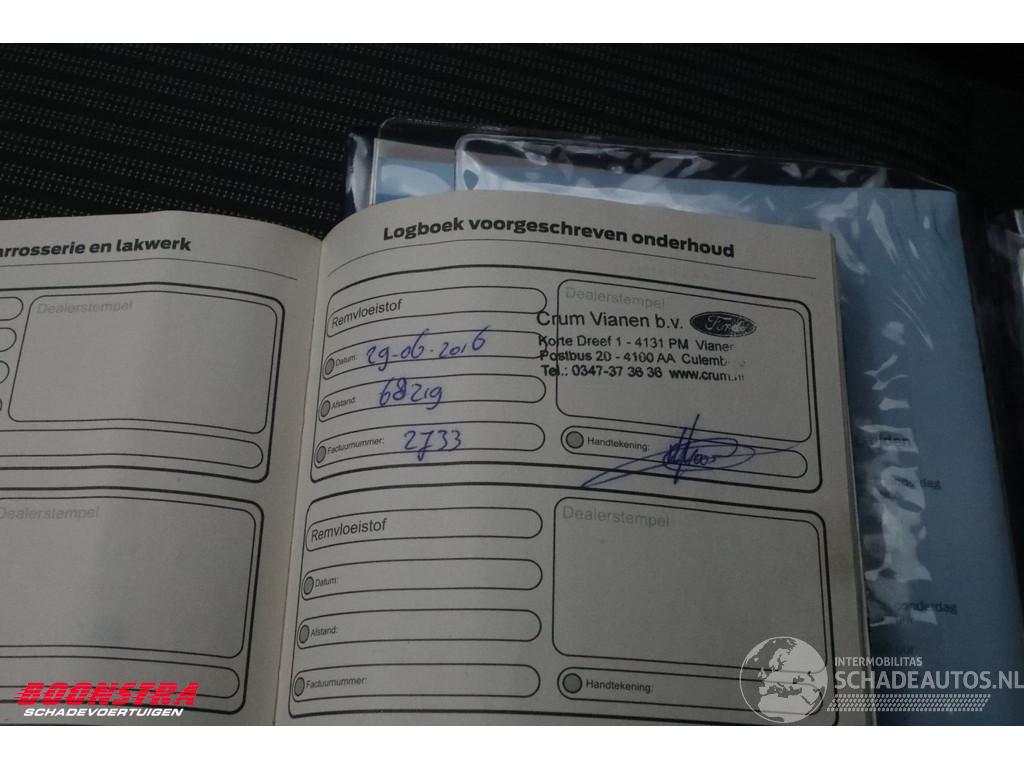 arrosserie en lakwerk
Dealerstempel
Dealerstempel
Logboek voorgeschreven onderhoud
Remvloeistof
Datum: 29-06-2016
Afstand: 68219
Factuurnummer: 2733
Dealerstempel
Crum Vianen b.v. Ford
Korte Dreef 1 - 4131 PM Vianen
Postbus 20 - 4100 AA Culemb
Tel.: 0347-37 36 36 www.crum.n
Handtekening:
Remvloeistof
Datum:
Afstand:
Factuurnummer:
Dealerstempel
Handtekening:
onderdag
BOONSTRA
SCHADEVOERTUIGEN
INTERMOBILITAS
SCHADEAUTOS.NL